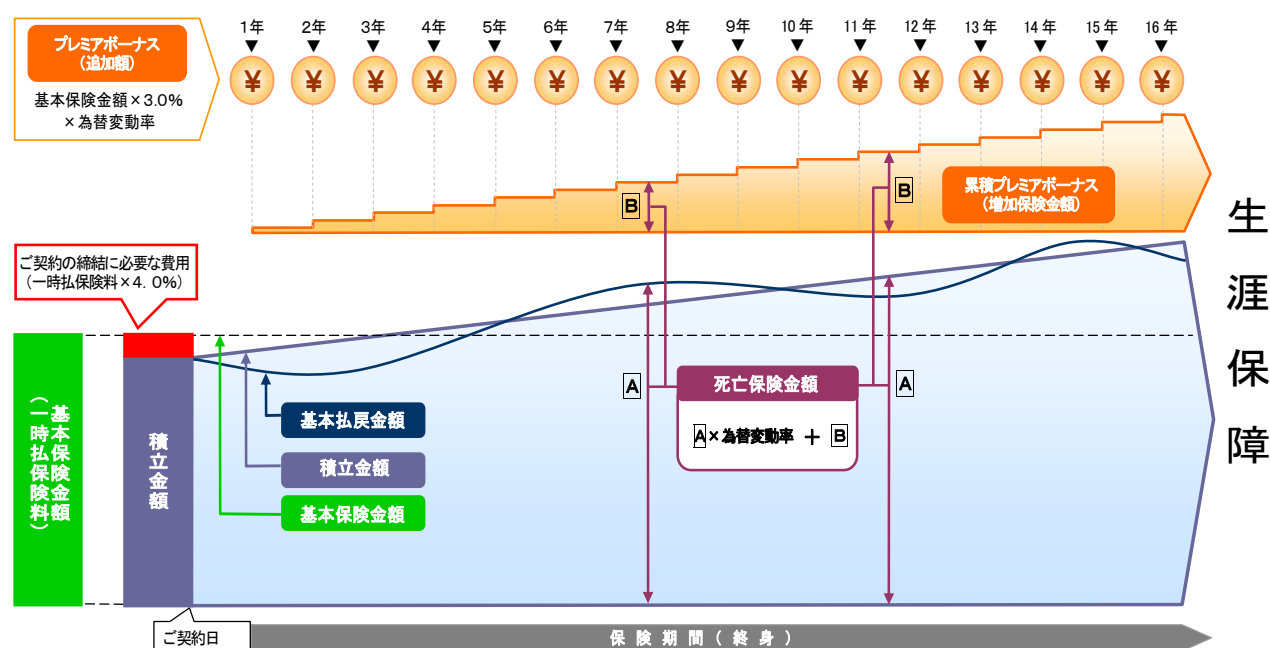 プレミアボーナス
（追加額）
基本保険金額×3.0％
×為替変動率
1年 2年 3年 4年 5年 6年 7年 8年 9年 10年 11年 12年 13年 14年 15年 16年
¥ ¥ ¥ ¥ ¥ ¥ ¥ ¥ ¥ ¥ ¥ ¥ ¥ ¥ ¥ ¥
累積プレミアボーナス
（増加保険金額）
B
B
ご契約の締結に必要な費用
（一時払保険料×4．0％）
基本保険金額
（一時払保険料）
積立金額
基本払戻金額
積立金額
基本保険金額
A
死亡保険金額
A×為替変動率 ＋ B
A
生涯保障
ご契約日
保険期間（終身）